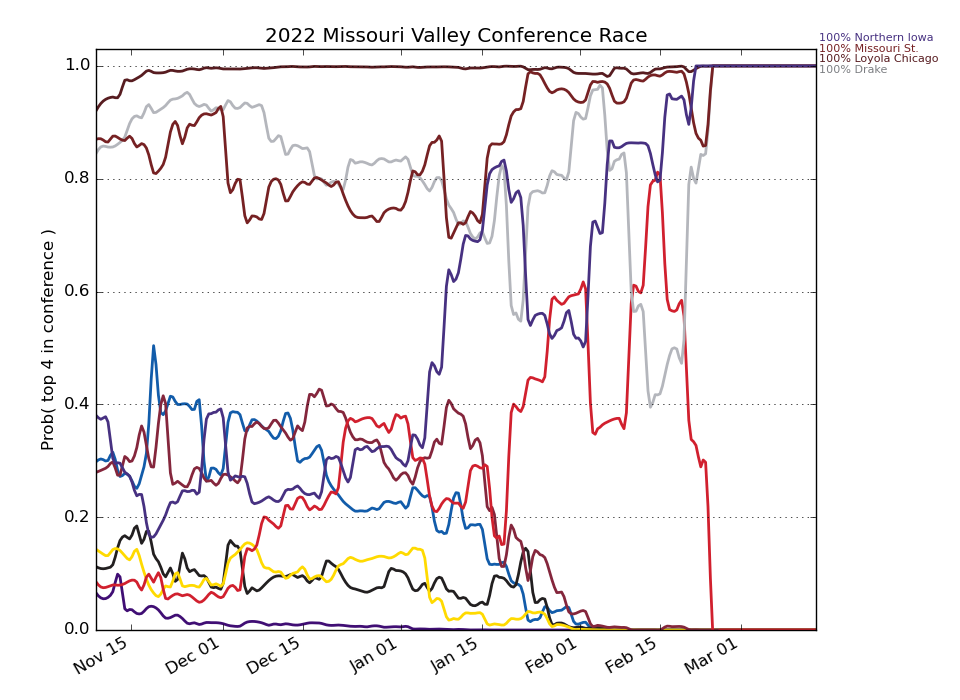 2022 Missouri Valley Conference Race
100% Northern Iowa
100% Missouri St.
100% Loyola Chicago
100% Drake
Prob( top 4 in conference )
1.0
0.8
0.6
0.4
0.2
0.0
Nov 15
Dec 01
Dec 15
Jan 01
Jan 15
Feb 01
Feb 15
Mar 01